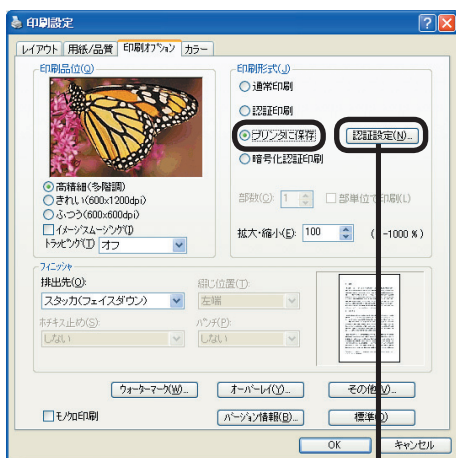 印刷設定
レイアウト 用紙/品質 印刷オプション カラー
印刷品位(Q)
高精細(多階調)
きれい(600x1200dpi)
ふつう(600x600dpi)
イメージスムージング(I)
トラッピング(T) オフ
印刷形式(J)
通常印刷
認証印刷
プリンタに保存
認証設定(N)...
暗号化認証印刷
部数(C): 1 部単位で印刷(L)
拡大・縮小(E): 100 ( -1000 %)
フィニッシャ
排出先(O):
スタッカ(フェイスダウン)
綴じ位置(T):
左端
ホチキス止め(S):
しない
パンチ(P):
しない
ウォーターマーク(W)... オーバーレイ(Y)... その他(V)...
モノクロ印刷 バージョン情報(B)... 標準(D)
OK キャンセル